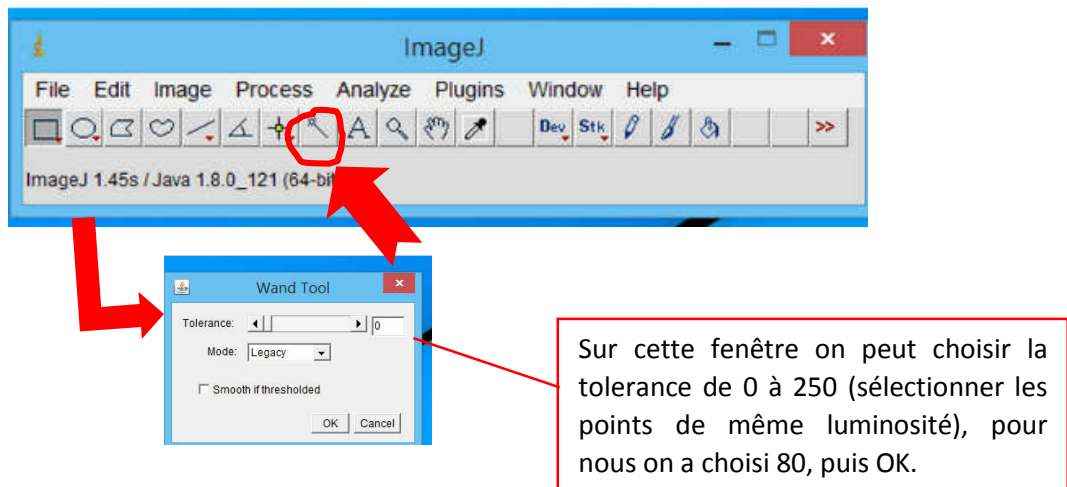 ImageJ
File Edit Image Process Analyze Plugins Window Help
A Dev Stk >>
ImageJ 1.45s / Java 1.8.0_121 (64-bit
Wand Tool
Tolerance: 0
Mode: Legacy
Smooth if thresholded
OK Cancel
Sur cette fenêtre on peut choisir la
tolerance de 0 à 250 (sélectionner les
points de même luminosité), pour
nous on a choisi 80, puis OK.